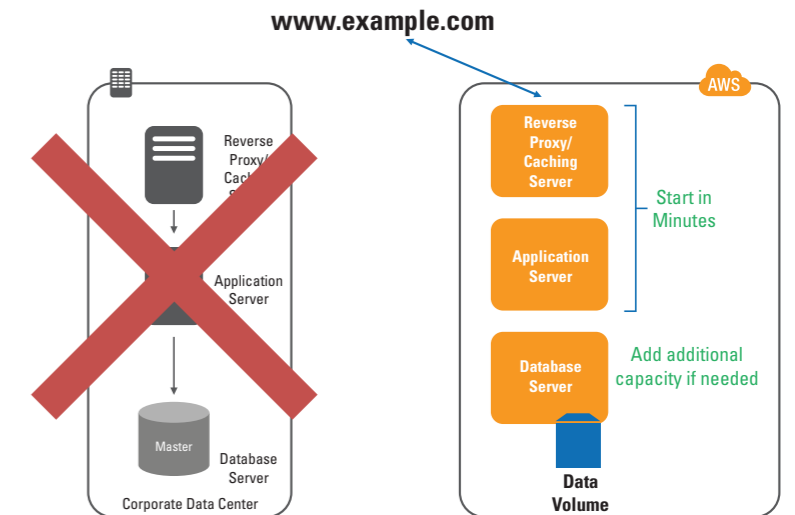 www.example.com
AWS
Reverse
Proxy/
Server
Application
Server
Master
Database
Server
Corporate Data Center
Reverse
Proxy/
Caching
Server
Application
Server
Database
Server
Start in
Minutes
Add additional
capacity if needed
Data
Volume